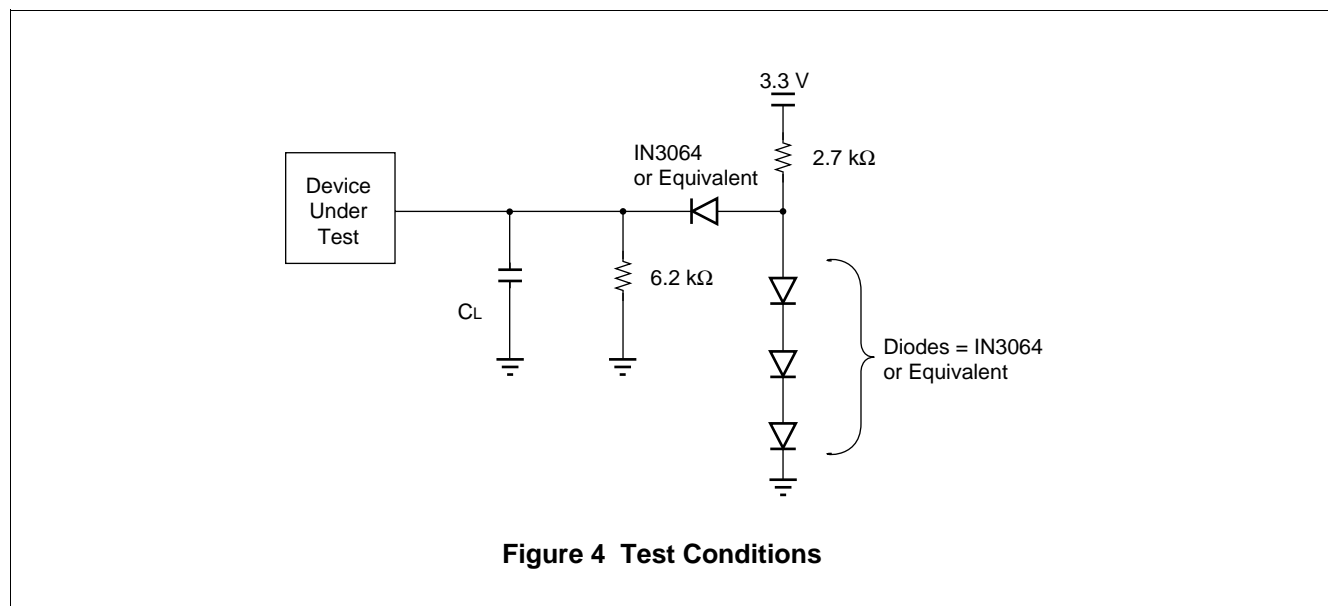 3.3 V
IN3064
or Equivalent
2.7 kΩ
Device
Under
Test
6.2 kΩ
CL
Diodes = IN3064
or Equivalent
Figure 4 Test Conditions